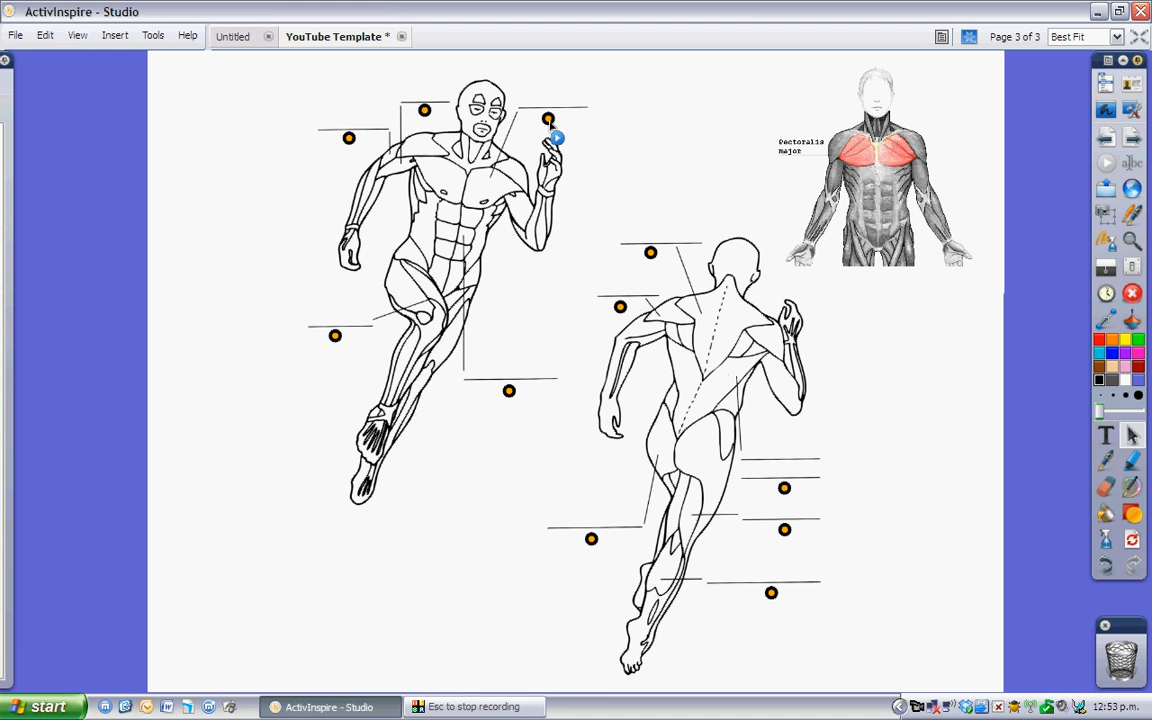 ActivInspire - Studio
File Edit View Insert Tools Help
Untitled
YouTube Template *
Page 3 of 3
Best Fit
Pectoralis
major
abc
T
start
ActivInspire - Studio
Esc to stop recording
12:53 p.m.